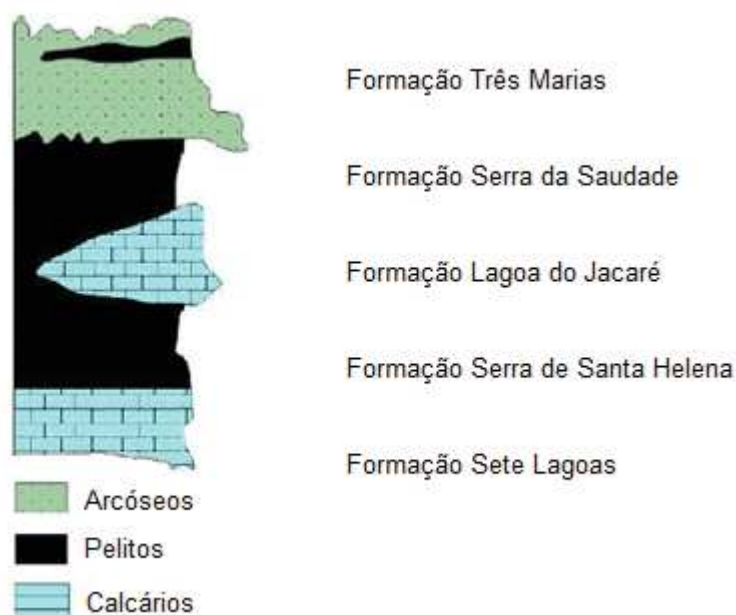 Formação Três Marias
Formação Serra da Saudade
Formação Lagoa do Jacaré
Formação Serra de Santa Helena
Formação Sete Lagoas
Arcóseos
Pelitos
Calcários